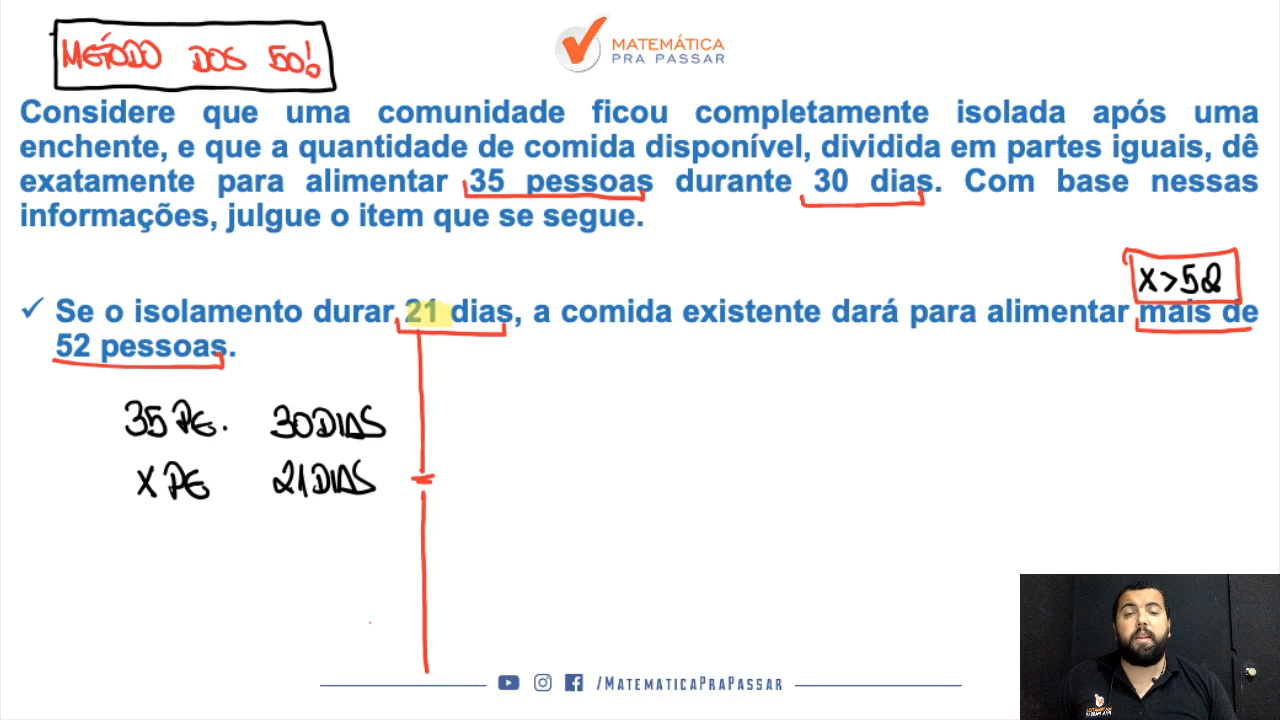 MÉTODO DOS 50!
MATEMÁTICA
PRA PASSAR
Considere que uma comunidade ficou completamente isolada após uma
enchente, e que a quantidade de comida disponível, dividida em partes iguais, dê
exatamente para alimentar 35 pessoas durante 30 dias. Com base nessas
informações, julgue o item que se segue.
X>52
✓ Se o isolamento durar 21 dias, a comida existente dará para alimentar mais de
52 pessoas.
35 PE. 30 DIAS
X PE 21 DIAS
/MATEMATICAPRAPASSAR